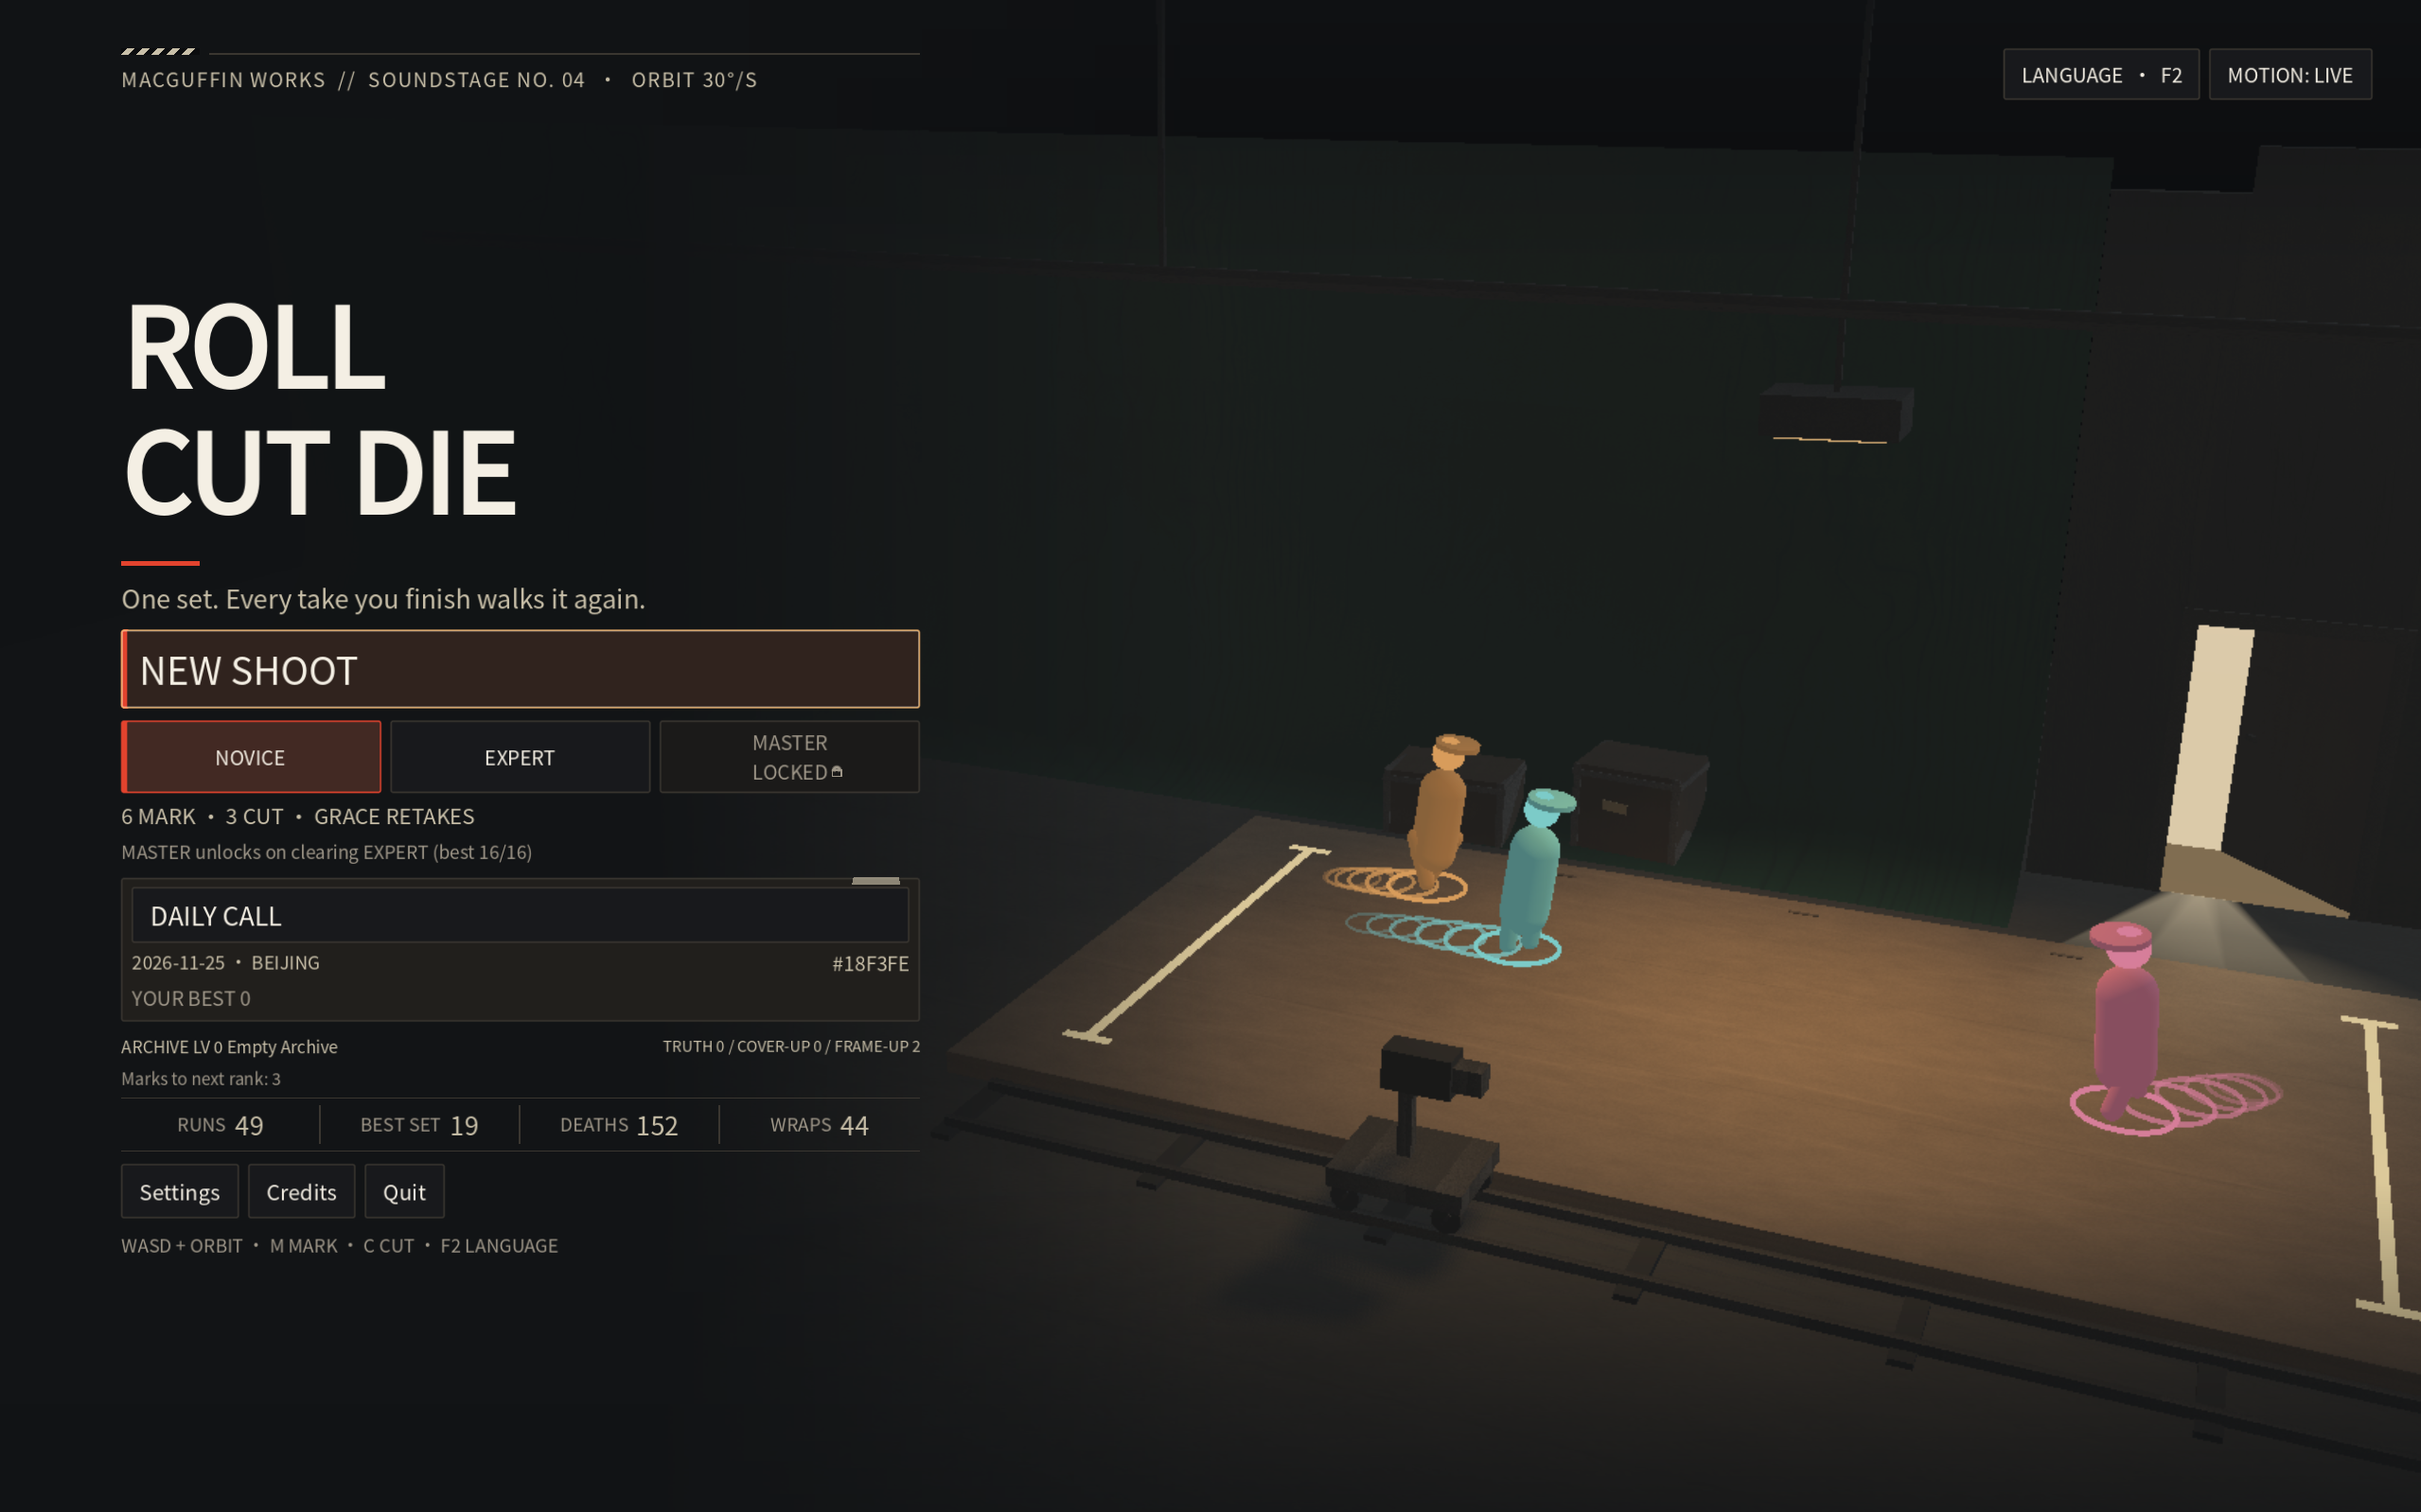 MACGUFFIN WORKS // SOUNDSTAGE NO. 04 • ORBIT 30°/S
LANGUAGE • F2
MOTION: LIVE
ROLL
CUT DIE
One set. Every take you finish walks it again.
NEW SHOOT
NOVICE
EXPERT
MASTER
LOCKED
6 MARK • 3 CUT • GRACE RETAKES
MASTER unlocks on clearing EXPERT (best 16/16)
DAILY CALL
2026-11-25 • BEIJING
#18F3FE
YOUR BEST 0
ARCHIVE LV 0 Empty Archive
TRUTH 0 / COVER-UP 0 / FRAME-UP 2
Marks to next rank: 3
RUNS 49
BEST SET 19
DEATHS 152
WRAPS 44
Settings
Credits
Quit
WASD + ORBIT • M MARK • C CUT • F2 LANGUAGE